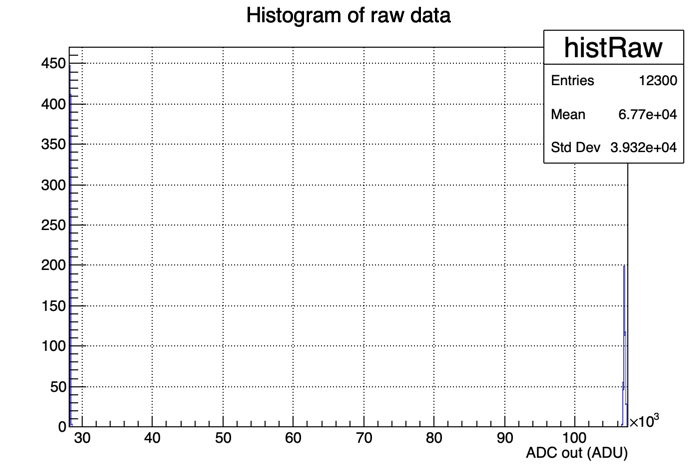 Histogram of raw data
histRaw
Entries 12300
Mean 6.77e+04
Std Dev 3.932e+04
450
400
350
300
250
200
150
100
50
0
30 40 50 60 70 80 90 100
×10³
ADC out (ADU)